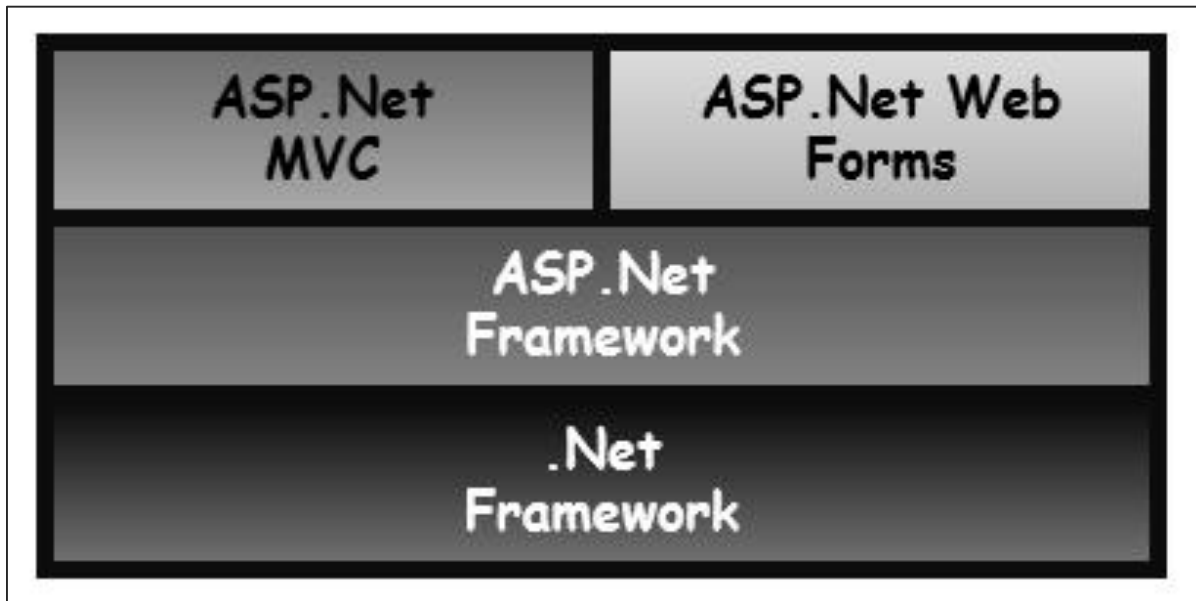 ASP.Net
MVC
ASP.Net Web
Forms
ASP.Net
Framework
.Net
Framework